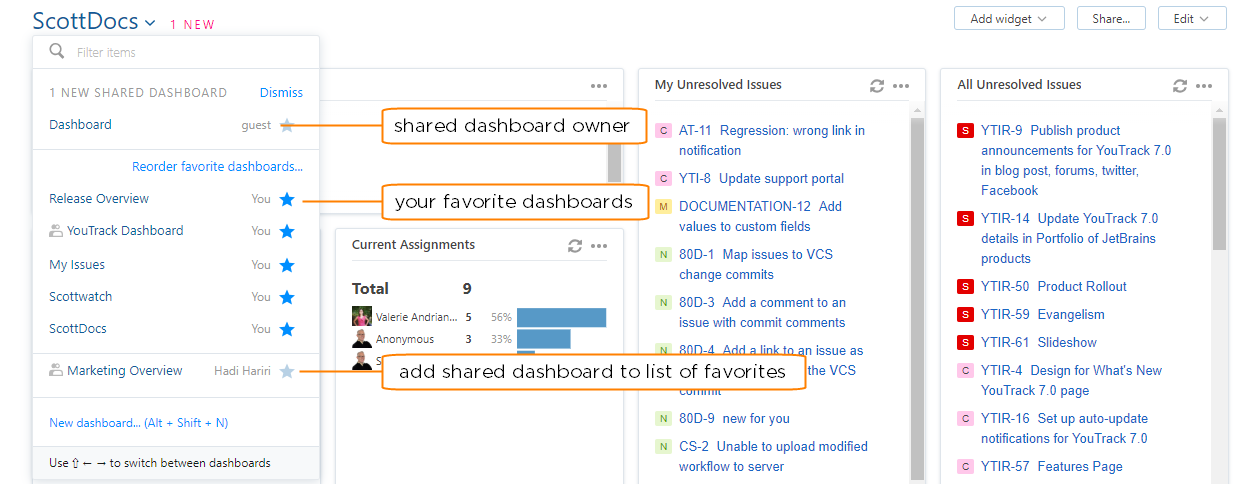 ScottDocs
1 NEW
Add widget
Share...
Edit
Filter items
1 NEW SHARED DASHBOARD
Dismiss
Dashboard
guest
Reorder favorite dashboards...
Release Overview
You
YouTrack Dashboard
You
My Issues
You
Scottwatch
You
ScottDocs
You
Marketing Overview
Hadi Hariri
New dashboard... (Alt + Shift + N)
Use ⇧ ← → to switch between dashboards
shared dashboard owner
your favorite dashboards
add shared dashboard to list of favorites
Current Assignments
Total 9
Valerie Andrian... 5 56%
Anonymous 3 33%
My Unresolved Issues
C AT-11 Regression: wrong link in
notification
C YTI-8 Update support portal
M DOCUMENTATION-12 Add
values to custom fields
N 80D-1 Map issues to VCS
change commits
N 80D-3 Add a comment to an
issue with commit comments
N 80D-4 Add a link to an issue as
the VCS
commit
N 80D-9 new for you
N CS-2 Unable to upload modified
workflow to server
All Unresolved Issues
S YTIR-9 Publish product
announcements for YouTrack 7.0
in blog post, forums, twitter,
Facebook
S YTIR-14 Update YouTrack 7.0
details in Portfolio of JetBrains
products
S YTIR-50 Product Rollout
S YTIR-59 Evangelism
S YTIR-61 Slideshow
C YTIR-4 Design for What's New
YouTrack 7.0 page
C YTIR-16 Set up auto-update
notifications for YouTrack 7.0
C YTIR-57 Features Page